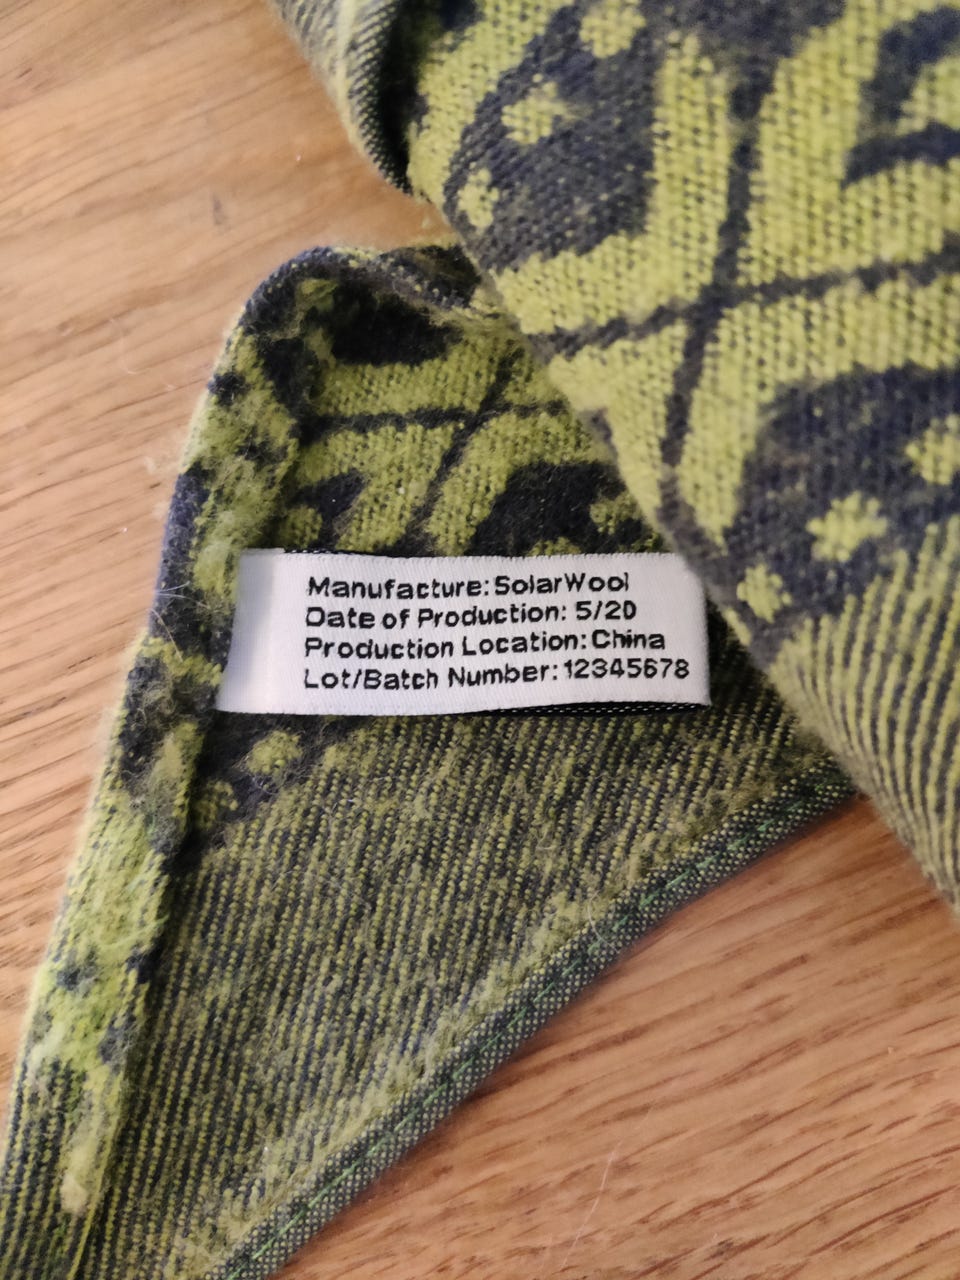 Manufacture: SolarWool
Date of Production: 5/20
Production Location: China
Lot/Batch Number: 12345678